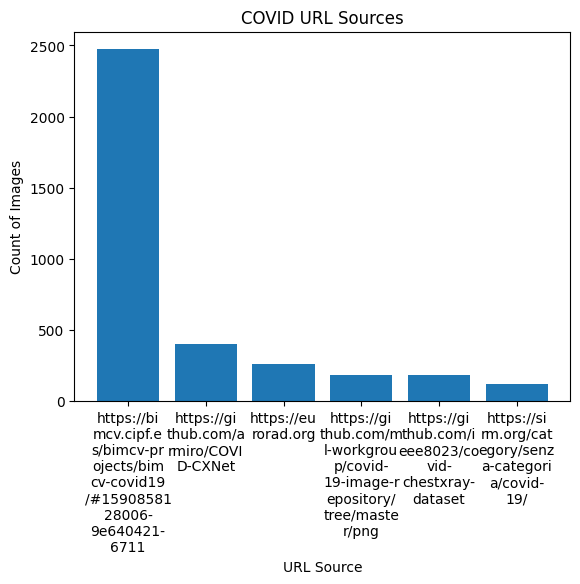 COVID URL Sources
Count of Images
2500
2000
1500
1000
500
0
https://bi
mcv.cipf.e
s/bimcv-pr
ojects/bim
cv-covid19
/#15908581
28006-
9e640421-
6711
https://gi
thub.com/a
rmiro/COVI
D-CXNet
https://eu
rorad.org
https://gi
thub.com/m
l-workgrou
p/covid-
19-image-r
epository/
tree/maste
r/png
https://gi
thub.com/i
eee8023/co
vid-
chestxray-
dataset
https://si
rm.org/cat
egory/senz
a-categori
a/covid-
19/
URL Source